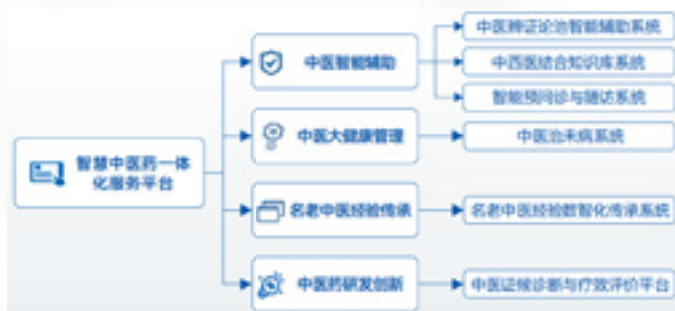 智慧中医药一体
化服务平台
中医智能辅助
中医辨证论治智能辅助系统
中西医结合知识库系统
智能预问诊与随访系统
中医大健康管理
中医治未病系统
名老中医经验传承
名老中医经验数智化传承系统
中医药研发创新
中医证候诊断与疗效评价平台